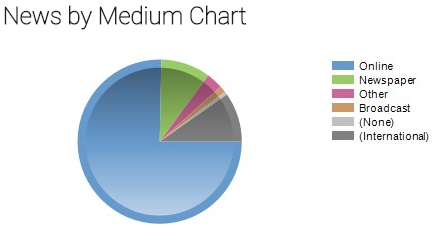 News by Medium Chart
Online
Newspaper
Other
Broadcast
(None)
(International)